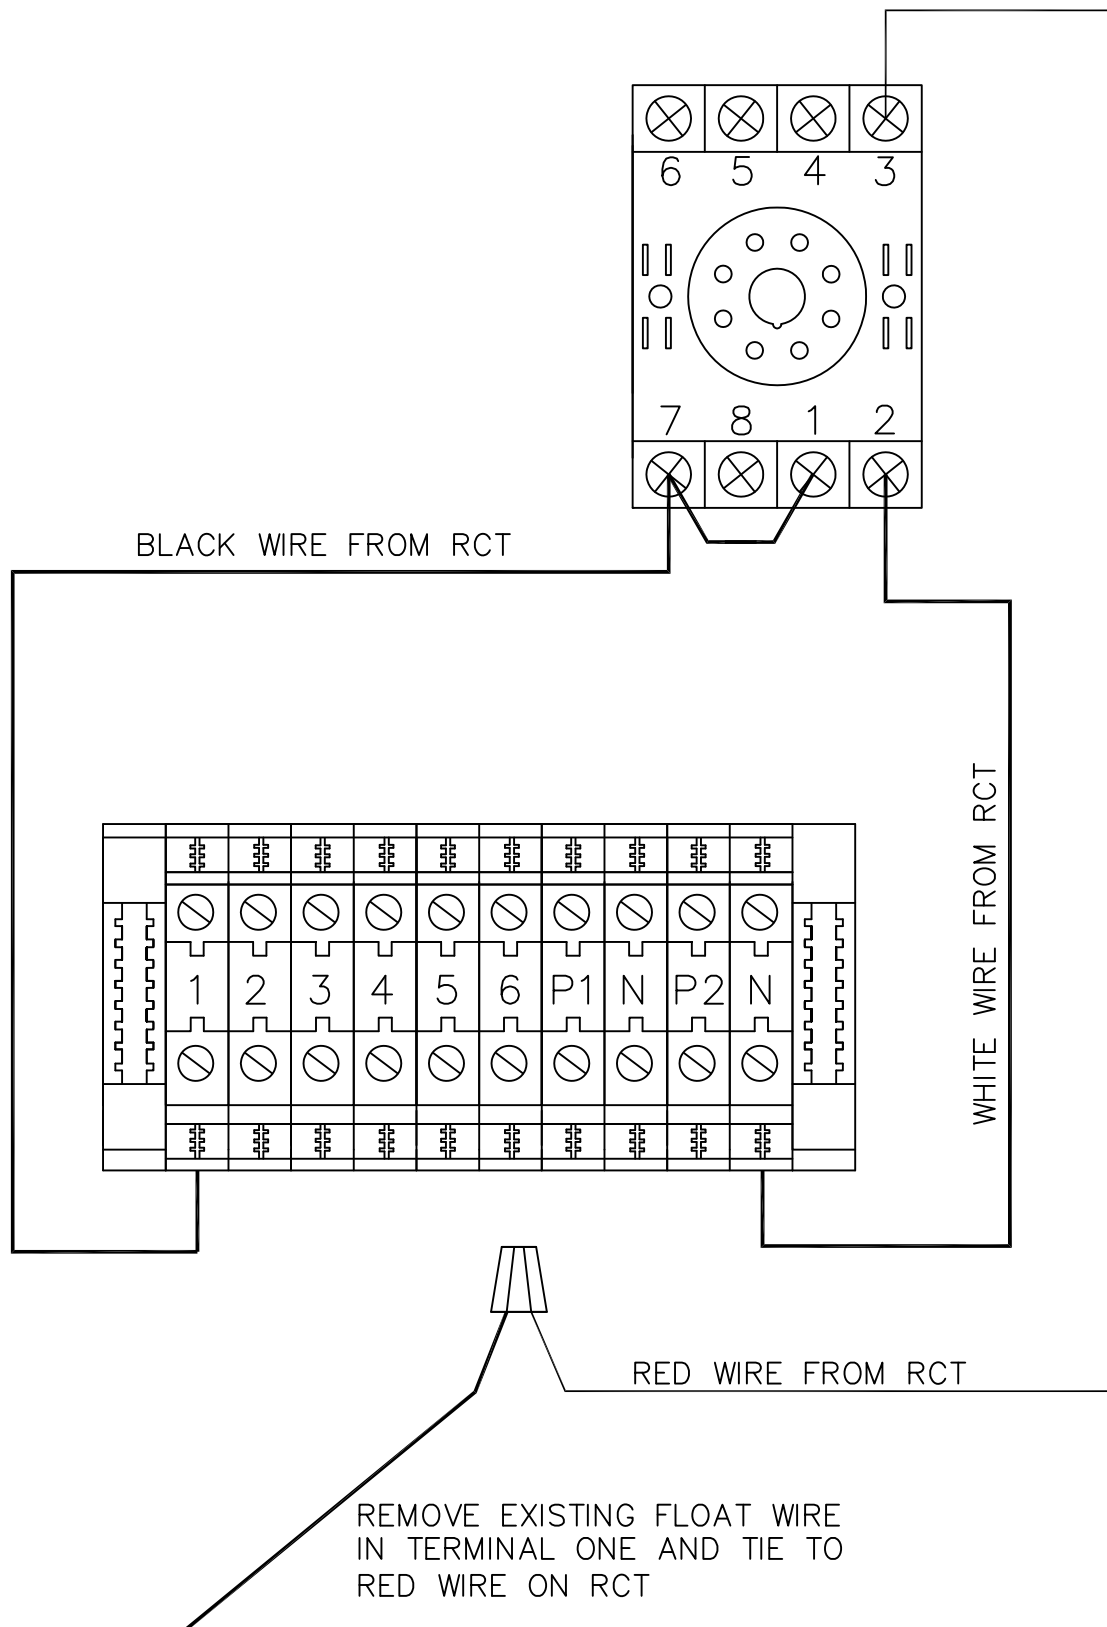 6 5 4 3
7 8 1 2
BLACK WIRE FROM RCT
WHITE WIRE FROM RCT
1 2 3 4 5 6 P1 N P2 N
RED WIRE FROM RCT
REMOVE EXISTING FLOAT WIRE
IN TERMINAL ONE AND TIE TO
RED WIRE ON RCT